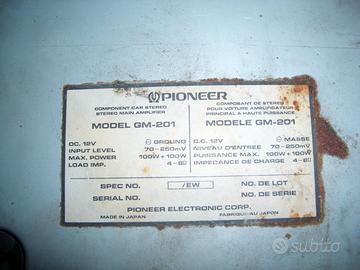 PIONEER
COMPONENT CAR STEREO
STEREO MAIN AMPLIFIER
COMPOSANT DE STEREO
POUR VOITURE AMPLIFICATEUR
PRINCIPAL A HAUTE PUISSANCE
MODEL GM-201
MODELE GM-201
DC. 12V ⊖ GROUND
INPUT LEVEL 70-250mV
MAX. POWER 100W+100W
LOAD IMP. 4-8Ω
C.C. 12V ⊖ MASSE
NIVEAU D'ENTREE 70-250mV
PUISSANCE MAX. 100W+100W
IMPEDANCE DE CHARGE 4-8Ω
SPEC NO. /EW NO. DE LOT
SERIAL NO. NO. DE SERIE
PIONEER ELECTRONIC CORP.
MADE IN JAPAN FABRIQUE AU JAPON
subito